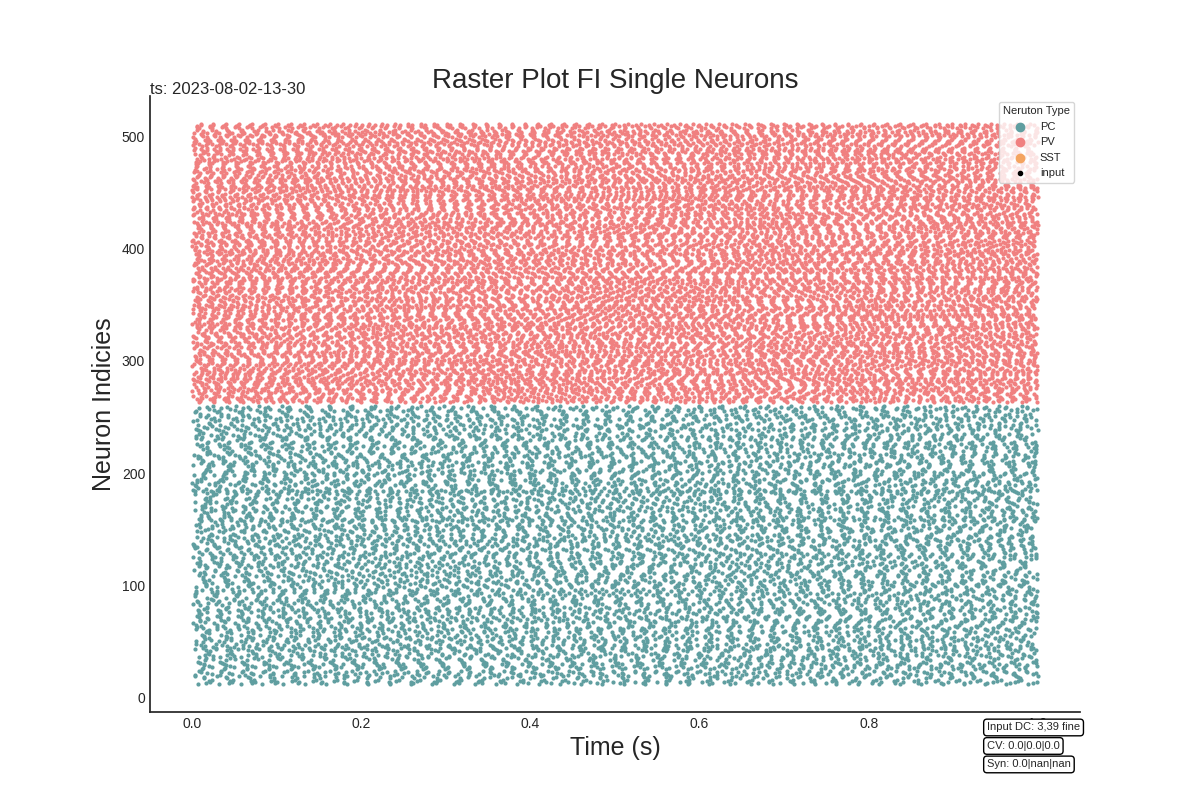 Raster Plot FI Single Neurons
ts: 2023-08-02-13-30
Neruton Type
PC
PV
SST
input
Neuron Indicies
500
400
300
200
100
0
0.0
0.2
0.4
0.6
0.8
Time (s)
Input DC: 3,39 fine
CV: 0.0|0.0|0.0
Syn: 0.0|nan|nan